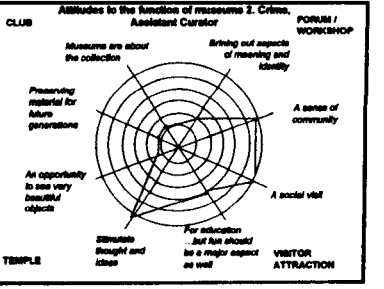 Attitudes to the function of museums 2. Crime,
Assistant Curator
CLUB
FORUM /
WORKSHOP
Museums are about
the collection
Brining out aspects
of meaning and
identity
Preserving
material for
future
generations
A sense of
community
An opportunity
to see very
beautiful
objects
A social visit
Stimulate
thought and
ideas
For education
...but fun should
be a major aspect
as well
TEMPLE
VISITOR
ATTRACTION